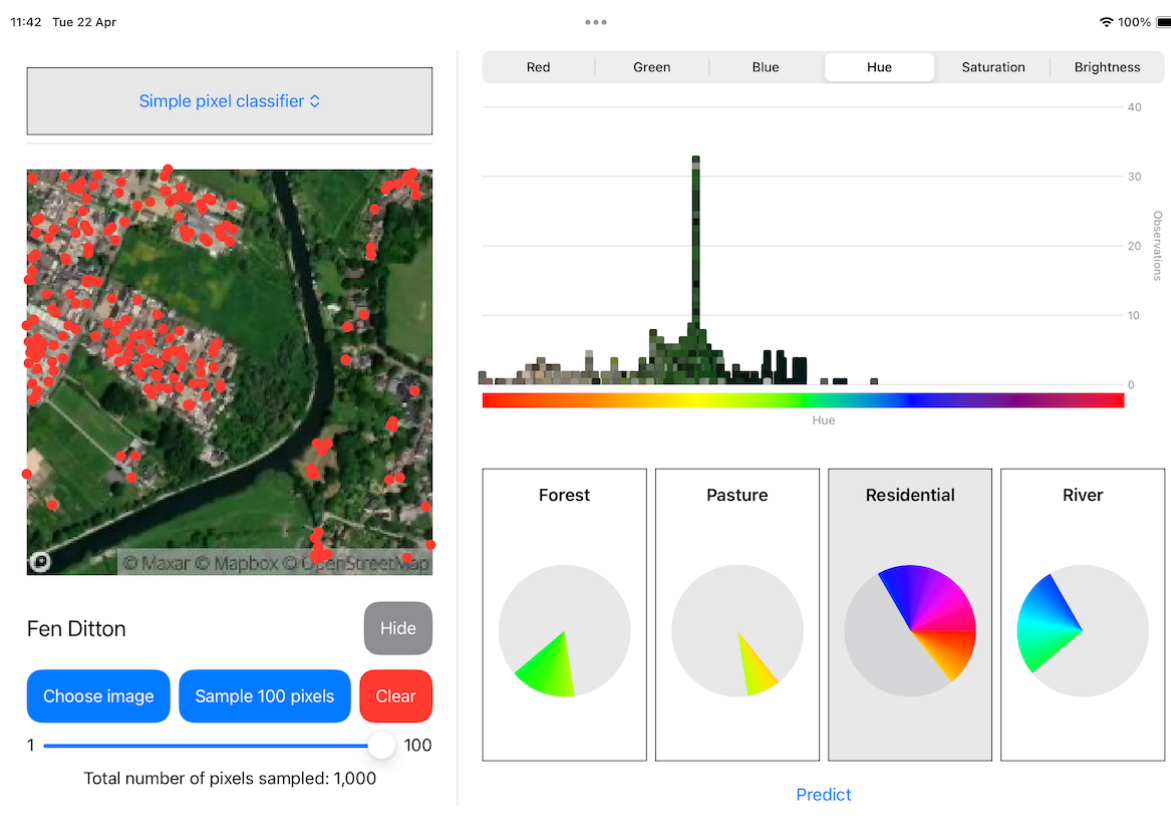 11:42 Tue 22 Apr
100%
Simple pixel classifier
© Maxar © Mapbox © OpenStreetMap
Fen Ditton
Hide
Choose image
Sample 100 pixels
Clear
1
100
Total number of pixels sampled: 1,000
Red
Green
Blue
Hue
Saturation
Brightness
40
30
20
10
0
Observations
Hue
Forest
Pasture
Residential
River
Predict